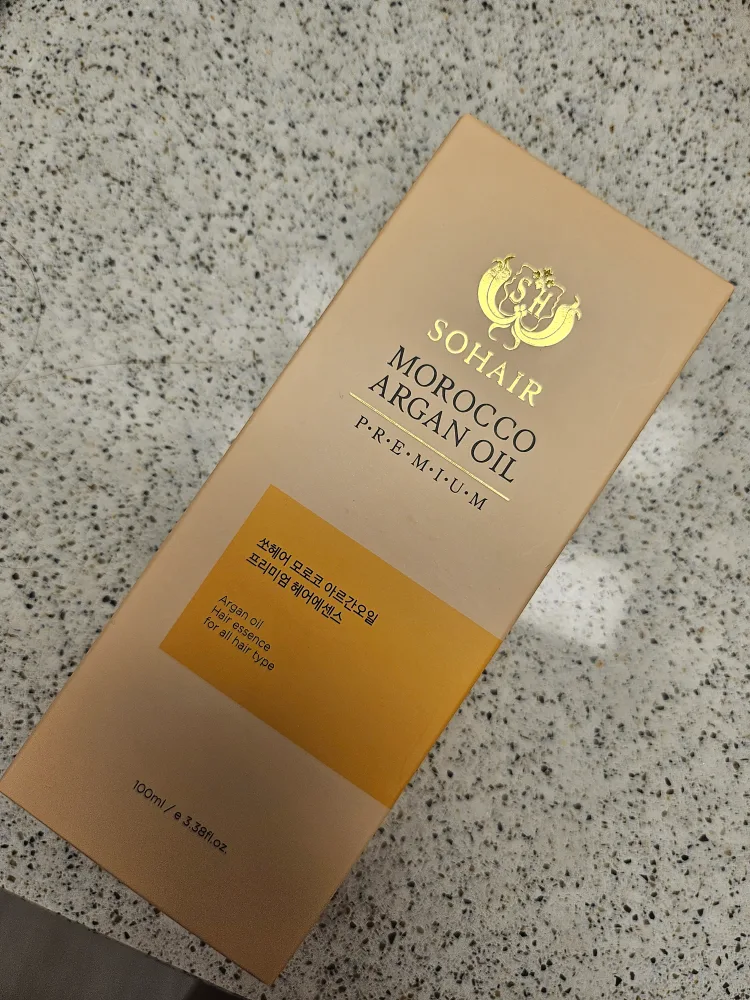 SH
SOHAIR
MOROCCO
ARGAN OIL
P·R·E·M·I·U·M
쏘헤어 모로코 아르간오일
프리미엄 헤어에센스
Argan oil
Hair essence
for all hair type
100ml / e 3.38fl.oz.